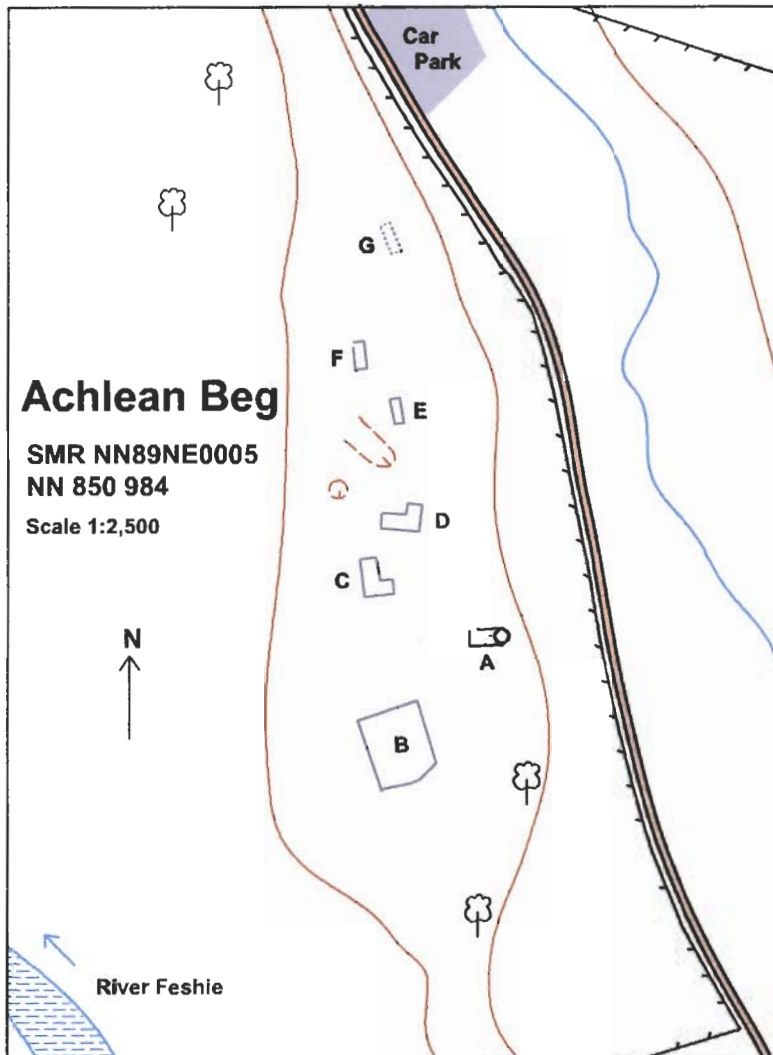 Car
Park
G
F
E
Achlean Beg
SMR NN89NE0005
NN 850 984
Scale 1:2,500
D
C
N
A
B
River Feshie